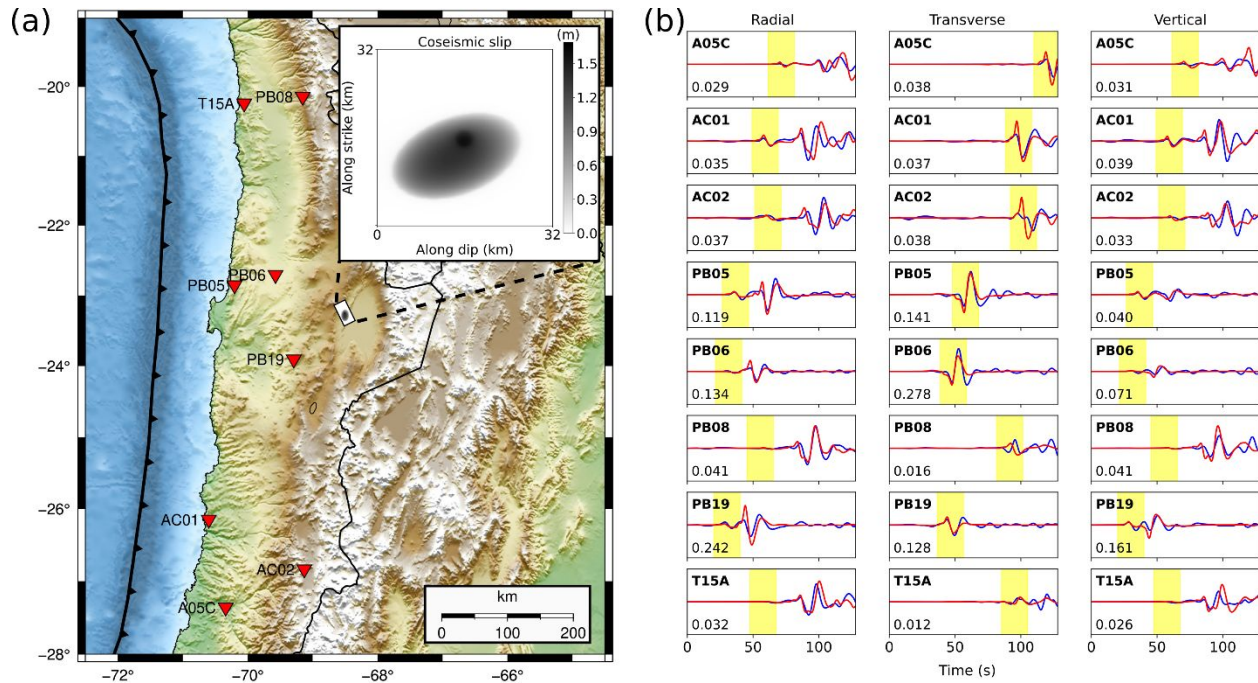 (a)
−20°
−22°
−24°
−26°
−28°
−72°
−70°
−68°
−66°
T15A
PB08
PB06
PB05
PB19
AC01
AC02
A05C
Coseismic slip
(m)
32
Along strike (km)
0
Along dip (km)
32
1.5
1.2
0.9
0.6
0.3
0.0
km
0 100 200
(b)
Radial Transverse Vertical
A05C A05C A05C
0.029 0.038 0.031
AC01 AC01 AC01
0.035 0.037 0.039
AC02 AC02 AC02
0.037 0.038 0.033
PB05 PB05 PB05
0.119 0.141 0.040
PB06 PB06 PB06
0.134 0.278 0.071
PB08 PB08 PB08
0.041 0.016 0.041
PB19 PB19 PB19
0.242 0.128 0.161
T15A T15A T15A
0.032 0.012 0.026
0 50 100 0 50 100 0 50 100
Time (s)